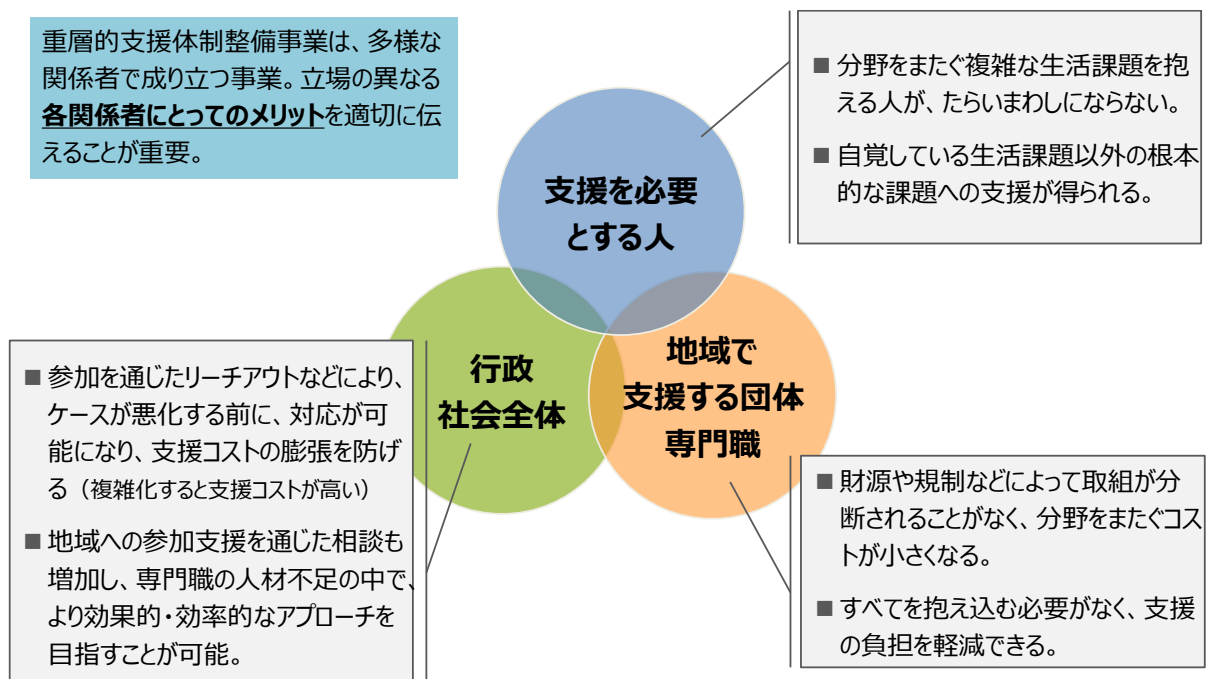 重層的支援体制整備事業は、多様な
関係者で成り立つ事業。立場の異なる
各関係者にとってのメリットを適切に伝
えることが重要。
■ 分野をまたぐ複雑な生活課題を抱
える人が、たらいまわしにならない。
■ 自覚している生活課題以外の根本
的な課題への支援が得られる。
支援を必要
とする人
行政
社会全体
地域で
支援する団体
専門職
■ 参加を通じたリーチアウトなどにより、
ケースが悪化する前に、対応が可
能になり、支援コストの膨張を防げ
る（複雑化すると支援コストが高い）
■ 地域への参加支援を通じた相談も
増加し、専門職の人材不足の中で、
より効果的・効率的なアプローチを
目指すことが可能。
■ 財源や規制などによって取組が分
断されることがなく、分野をまたぐコス
トが小さくなる。
■ すべてを抱え込む必要がなく、支援
の負担を軽減できる。